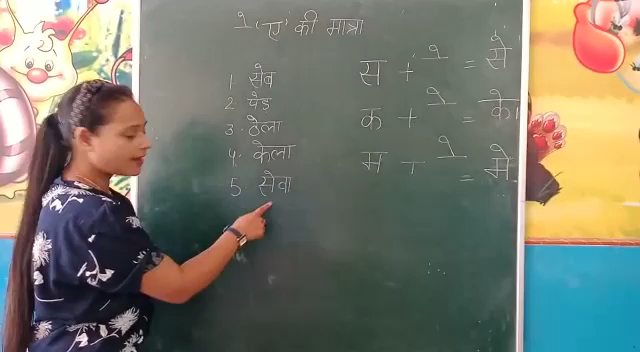 े 'ए' की मात्रा
1 सेब
2 पेड
3. ठेला
4. केला
5 सेवा
स + े = से
क + े = के
म + े = मे